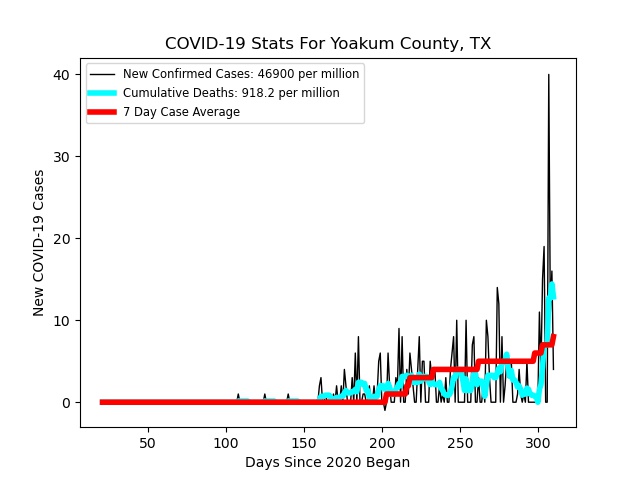 COVID-19 Stats For Yoakum County, TX
New Confirmed Cases: 46900 per million
Cumulative Deaths: 918.2 per million
7 Day Case Average
New COVID-19 Cases
40
30
20
10
0
50 100 150 200 250 300
Days Since 2020 Began